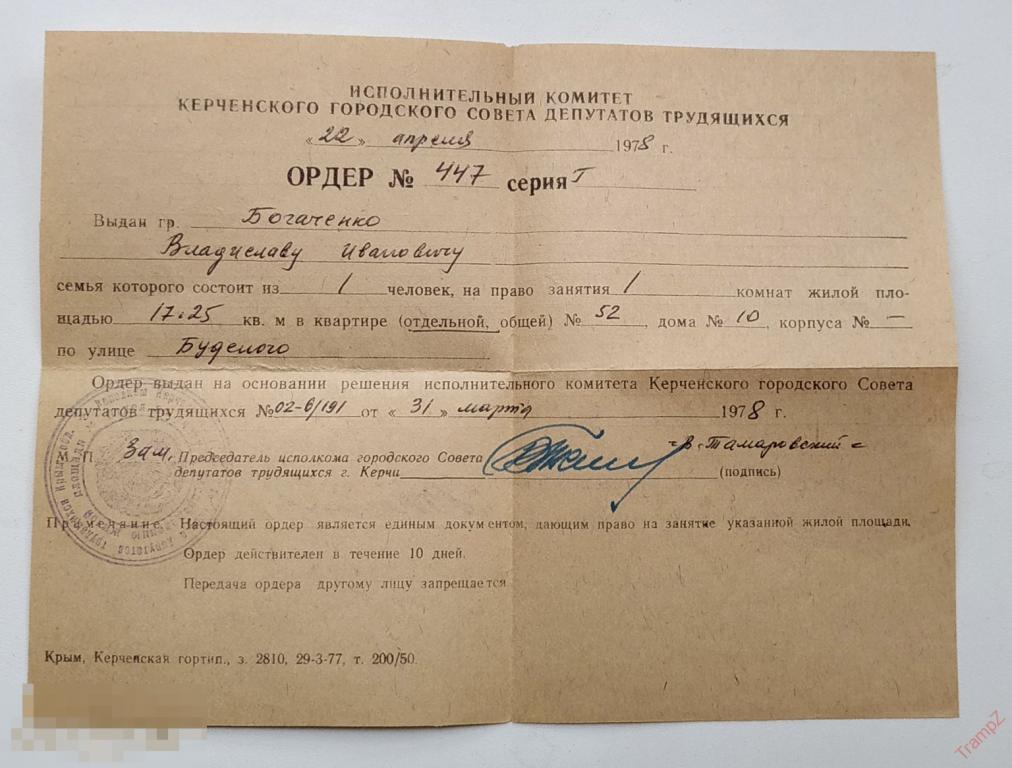 ИСПОЛНИТЕЛЬНЫЙ КОМИТЕТ
КЕРЧЕНСКОГО ГОРОДСКОГО СОВЕТА ДЕПУТАТОВ ТРУДЯЩИХСЯ
«22» апреля 1978 г.
ОРДЕР № 447 серия I
Выдан гр. Богаченко
Владиславу Ивановичу
семья которого состоит из 1 человек, на право занятия 1 комнат жилой пло-
щадью 17.25 кв. м в квартире (отдельной, общей) № 52, дома № 10, корпуса № —
по улице Буденого
Ордер выдан на основании решения исполнительного комитета Керченского городского Совета
депутатов трудящихся № 02-6/191 от «31» марта 1978 г.
М. П. Зам. Председатель исполкома городского Совета
депутатов трудящихся г. Керчи (подпись)
Примечание. Настоящий ордер является единым документом, дающим право на занятие указанной жилой площади.
Ордер действителен в течение 10 дней.
Передача ордера другому лицу запрещается
Крым, Керченская гортип., з. 2810, 29-3-77, т. 200/50.
TrampZ